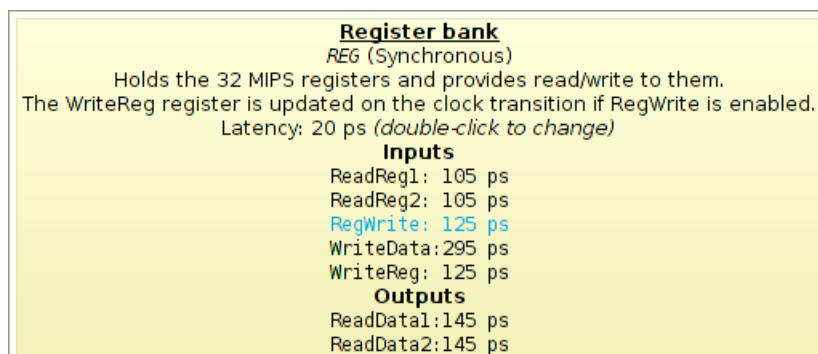 Register bank
REG (Synchronous)
Holds the 32 MIPS registers and provides read/write to them.
The WriteReg register is updated on the clock transition if RegWrite is enabled.
Latency: 20 ps (double-click to change)
Inputs
ReadReg1: 105 ps
ReadReg2: 105 ps
RegWrite: 125 ps
WriteData:295 ps
WriteReg: 125 ps
Outputs
ReadData1:145 ps
ReadData2:145 ps